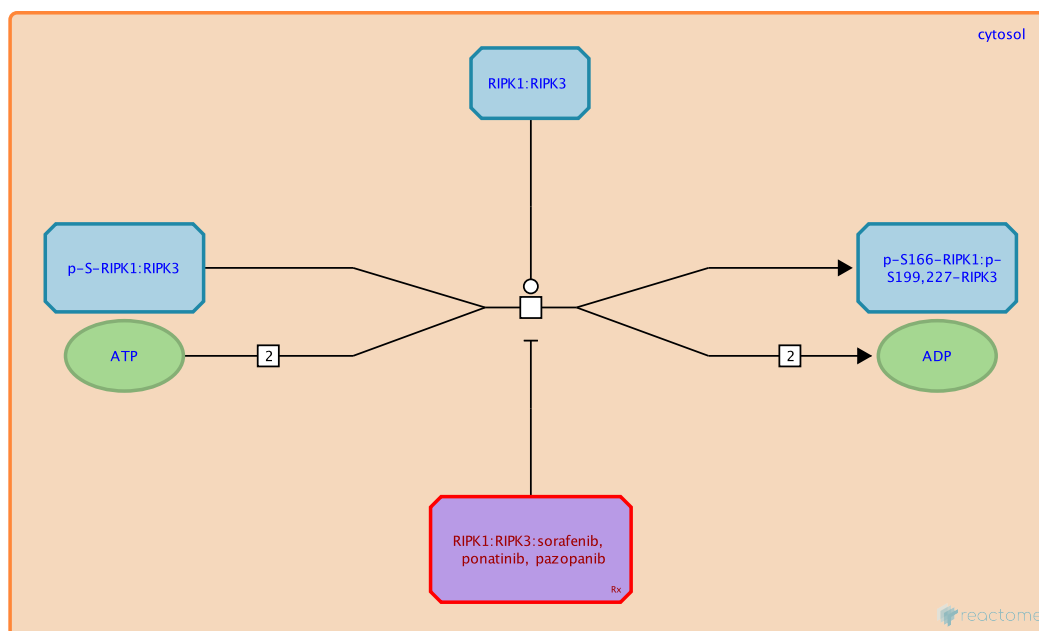 cytosol
RIPK1:RIPK3
p-S-RIPK1:RIPK3
p-S166-RIPK1:p-
S199,227-RIPK3
ATP
2
2
ADP
RIPK1:RIPK3:sorafenib,
ponatinib, pazopanib
Rx
reactome